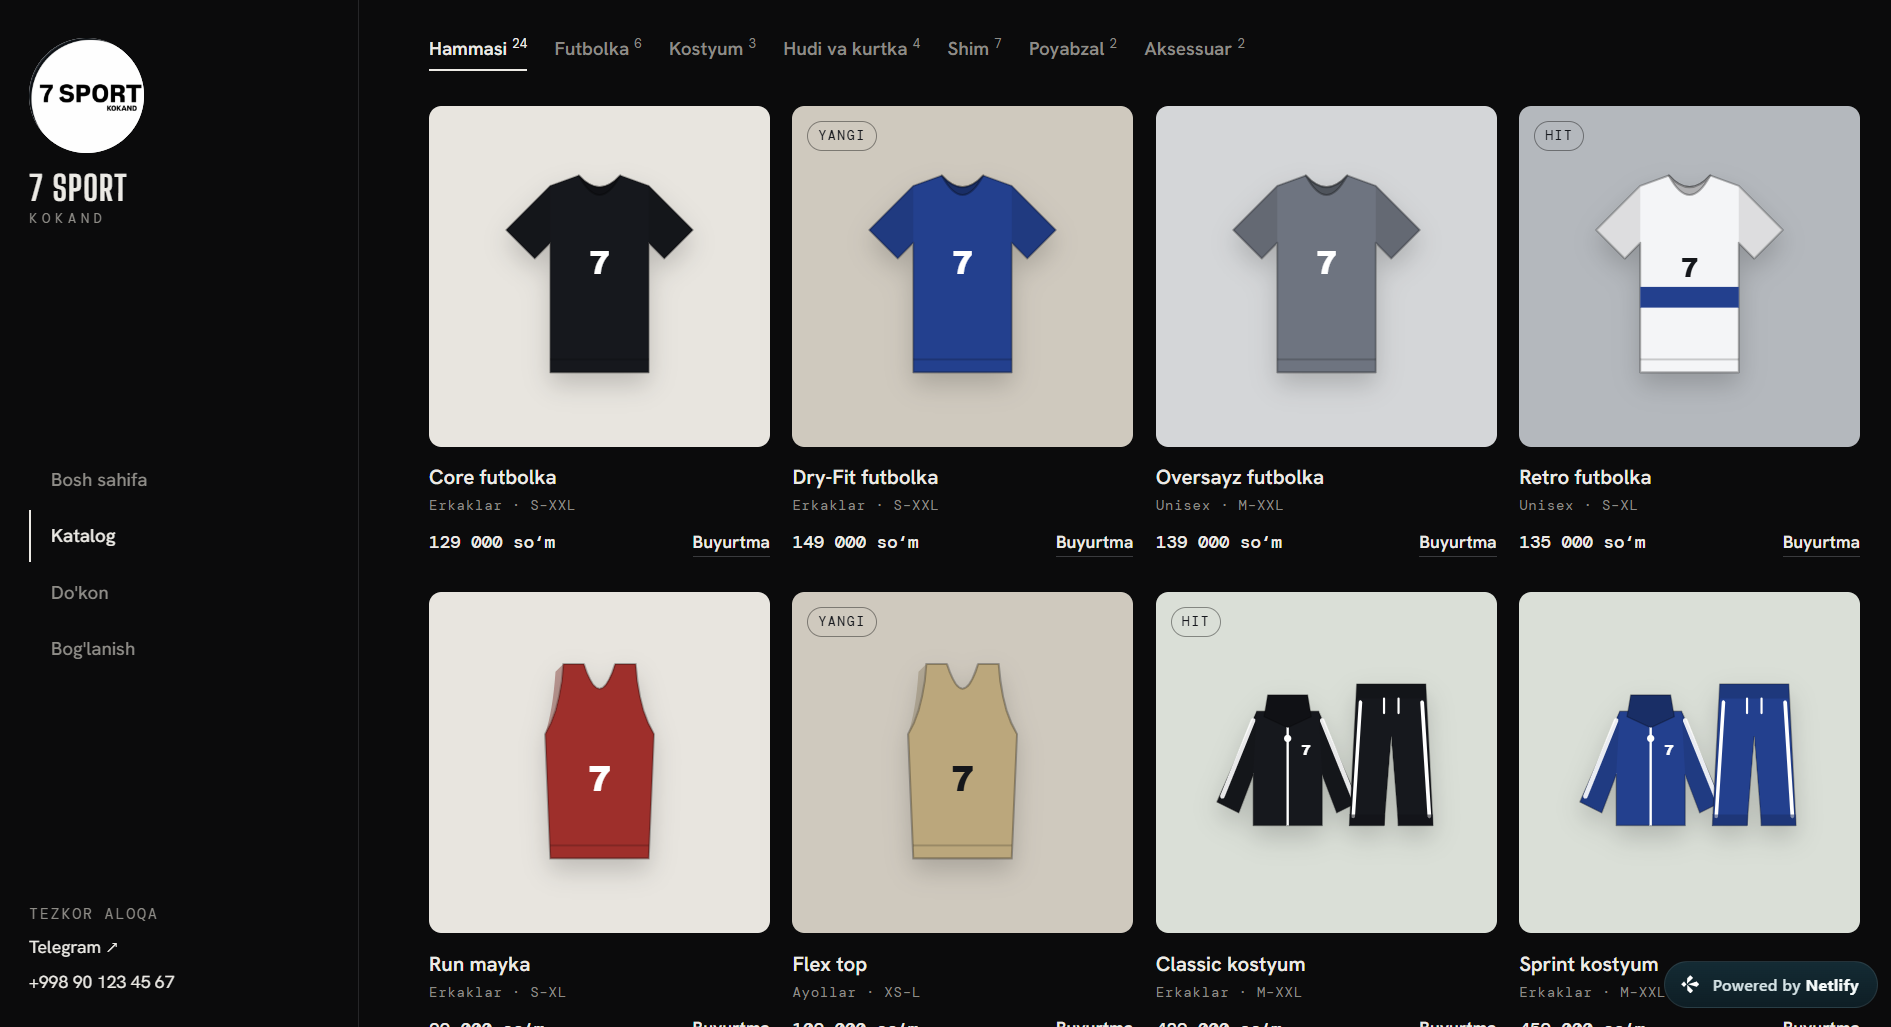 7 SPORT
KOKAND
7 SPORT
KOKAND
Bosh sahifa
Katalog
Do'kon
Bog'lanish
TEZKOR ALOQA
Telegram ↗
+998 90 123 45 67
Hammasi 24 Futbolka 6 Kostyum 3 Hudi va kurtka 4 Shim 7 Poyabzal 2 Aksessuar 2
YANGI HIT
7 7 7 7
Core futbolka Dry-Fit futbolka Oversayz futbolka Retro futbolka
Erkaklar · S–XXL Erkaklar · S–XXL Unisex · M–XXL Unisex · S–XL
129 000 so‘m Buyurtma 149 000 so‘m Buyurtma 139 000 so‘m Buyurtma 135 000 so‘m Buyurtma
YANGI HIT
7 7 7 7
Run mayka Flex top Classic kostyum Sprint kostyum
Erkaklar · S–XL Ayollar · XS–L Erkaklar · M–XXL Erkaklar · M–XXL
Powered by Netlify